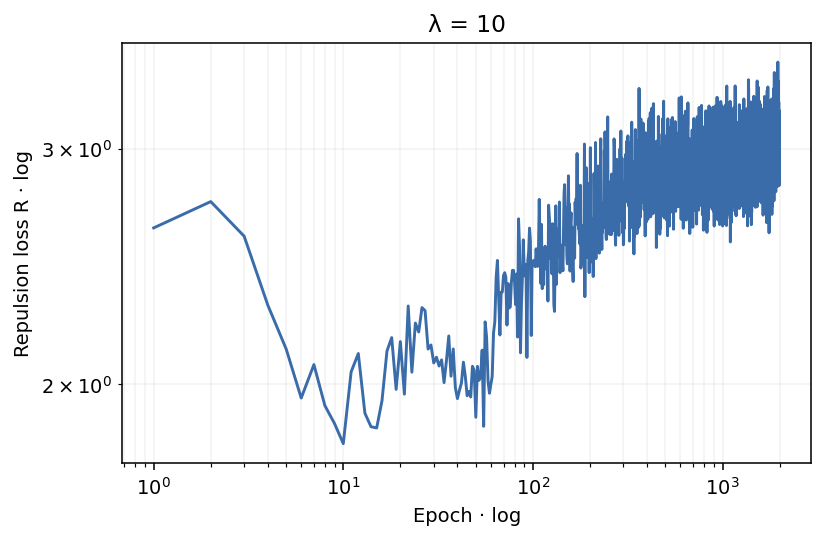 λ = 10
Repulsion loss R · log
3 × 10⁰
2 × 10⁰
10⁰ 10¹ 10² 10³
Epoch · log